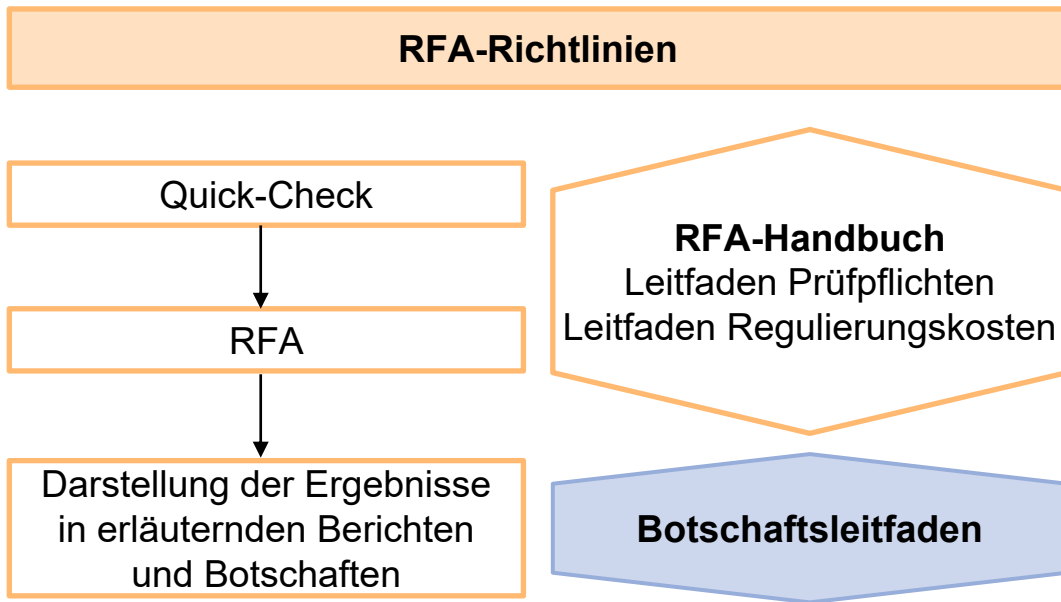 RFA-Richtlinien
Quick-Check
RFA
Darstellung der Ergebnisse
in erläuternden Berichten
und Botschaften
RFA-Handbuch
Leitfaden Prüfpflichten
Leitfaden Regulierungskosten
Botschaftsleitfaden